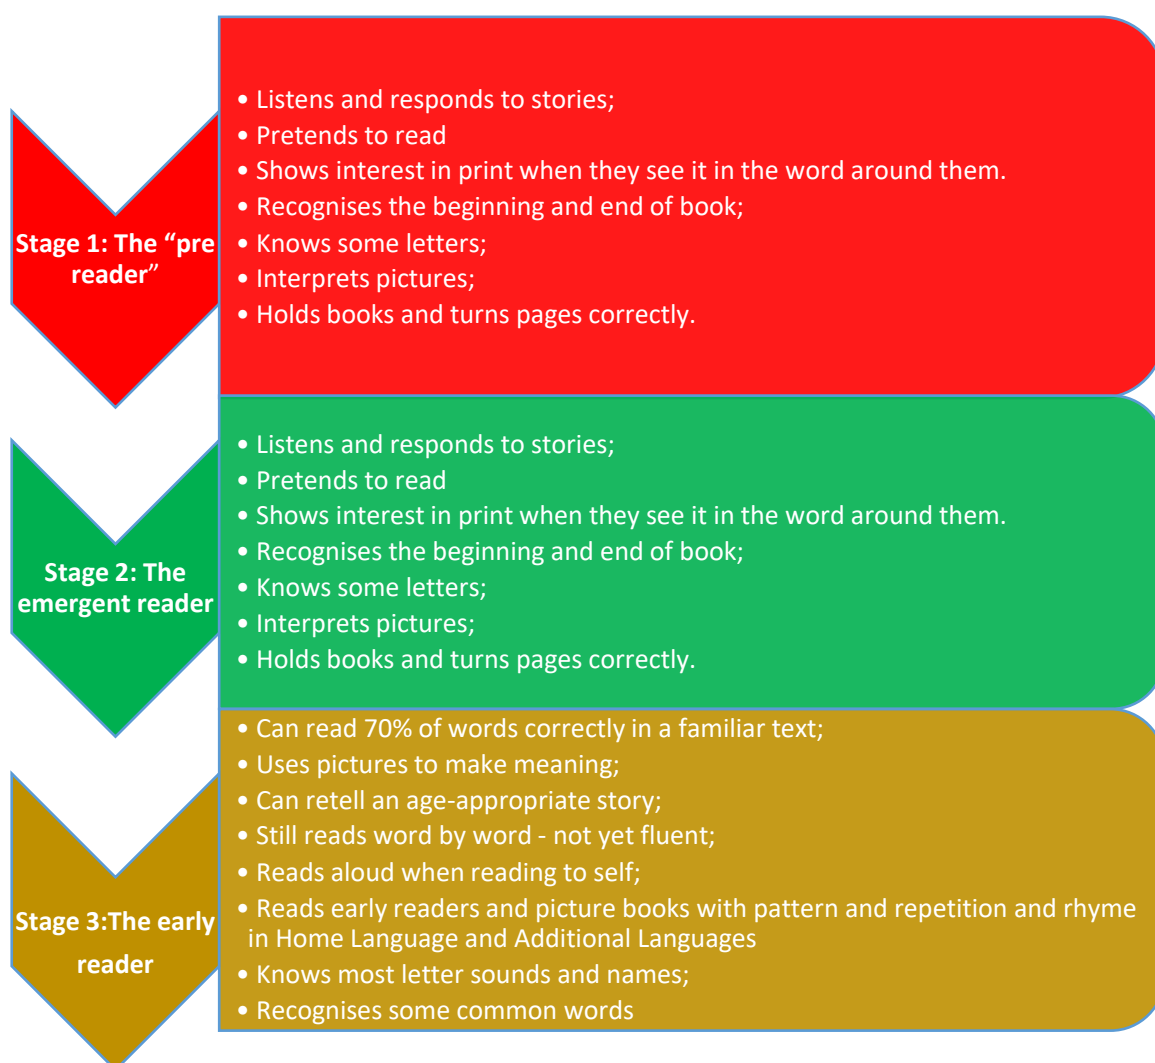 Stage 1: The “pre
reader”
• Listens and responds to stories;
• Pretends to read
• Shows interest in print when they see it in the word around them.
• Recognises the beginning and end of book;
• Knows some letters;
• Interprets pictures;
• Holds books and turns pages correctly.
Stage 2: The
emergent reader
• Listens and responds to stories;
• Pretends to read
• Shows interest in print when they see it in the word around them.
• Recognises the beginning and end of book;
• Knows some letters;
• Interprets pictures;
• Holds books and turns pages correctly.
Stage 3:The early
reader
• Can read 70% of words correctly in a familiar text;
• Uses pictures to make meaning;
• Can retell an age-appropriate story;
• Still reads word by word - not yet fluent;
• Reads aloud when reading to self;
• Reads early readers and picture books with pattern and repetition and rhyme
in Home Language and Additional Languages
• Knows most letter sounds and names;
• Recognises some common words